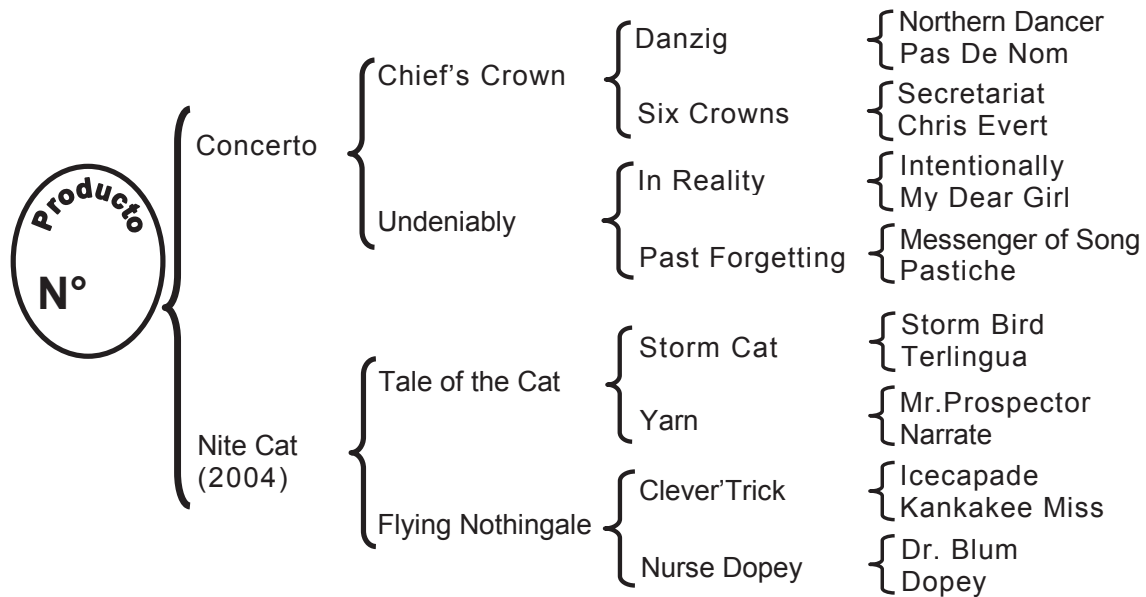 Producto
N°
Concerto
Nite Cat
(2004)
Chief's Crown
Undeniably
Tale of the Cat
Flying Nothingale
Danzig
Six Crowns
In Reality
Past Forgetting
Storm Cat
Yarn
Clever'Trick
Nurse Dopey
Northern Dancer
Pas De Nom
Secretariat
Chris Evert
Intentionally
My Dear Girl
Messenger of Song
Pastiche
Storm Bird
Terlingua
Mr.Prospector
Narrate
Icecapade
Kankakee Miss
Dr. Blum
Dopey